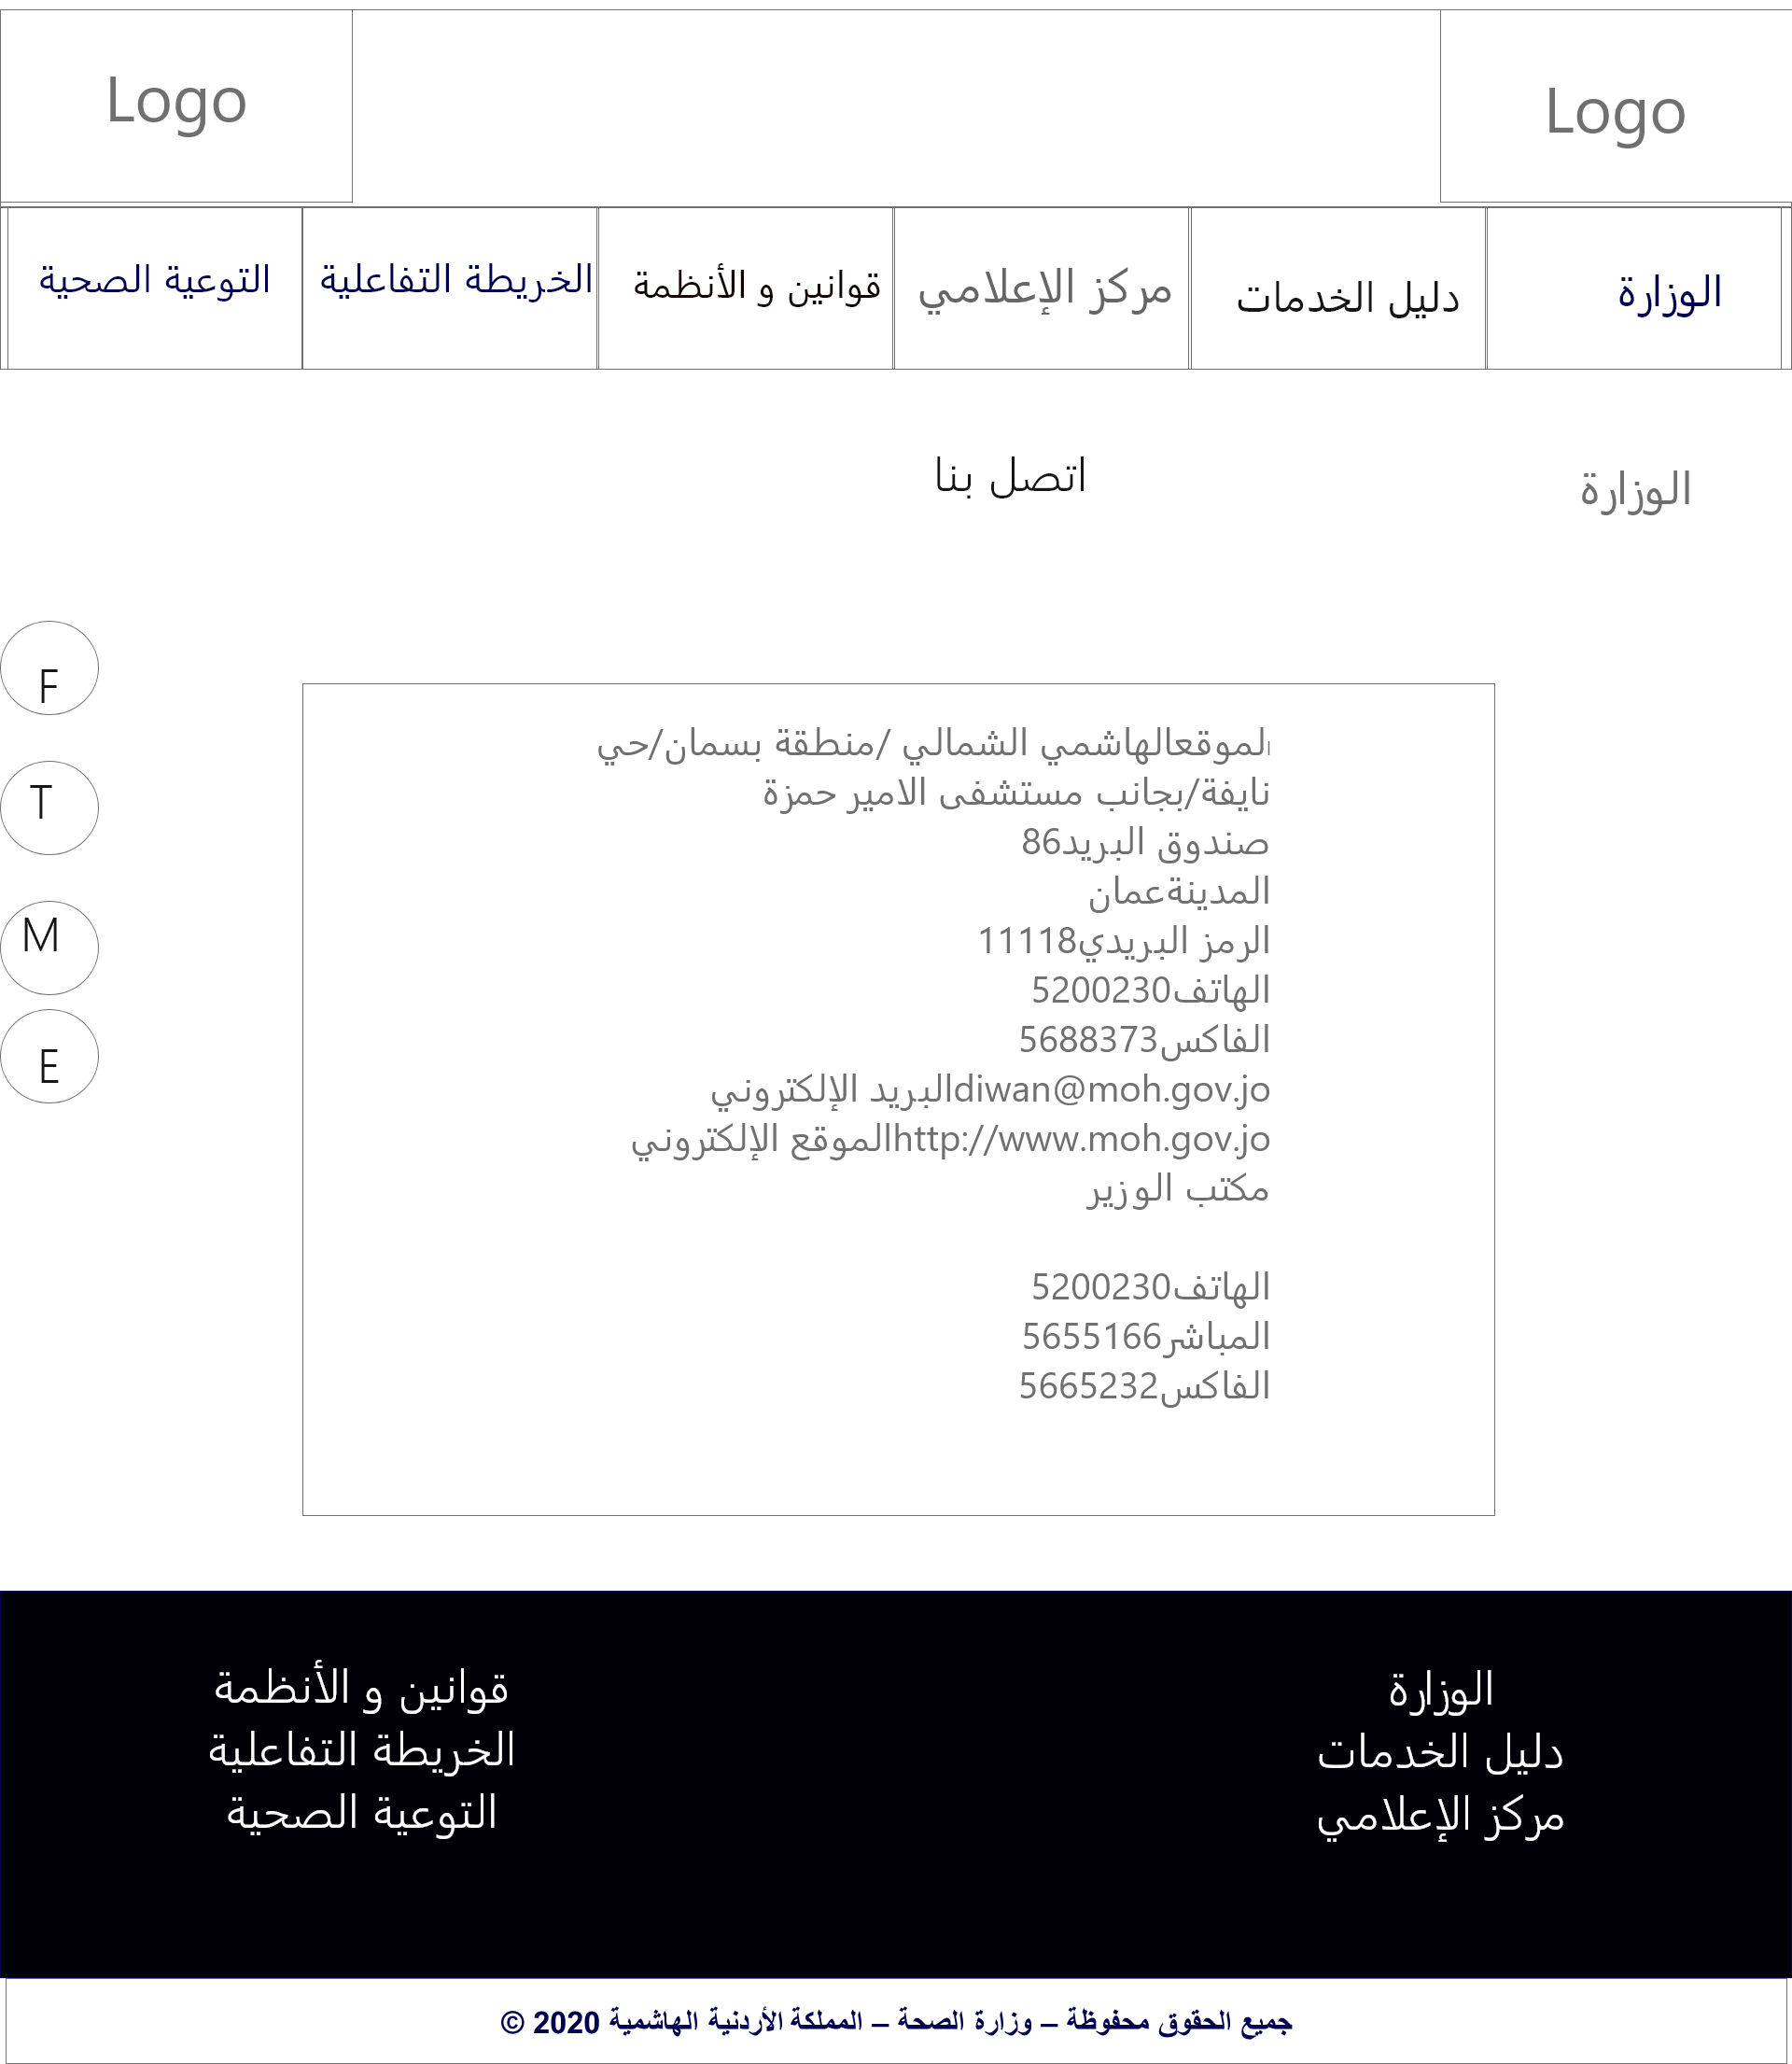 Logo
Logo
الوزارة
دليل الخدمات
مركز الإعلامي
قوانين و الأنظمة
الخريطة التفاعلية
التوعية الصحية
الوزارة
اتصل بنا
F
T
M
E
الموقعالهاشمي الشمالي /منطقة بسمان/حي
نايفة/بجانب مستشفى الامير حمزة
صندوق البريد86
المدينةعمان
الرمز البريدي11118
الهاتف5200230
الفاكس5688373
البريد الإلكترونيdiwan@moh.gov.jo
الموقع الإلكترونيhttp://www.moh.gov.jo
مكتب الوزير
الهاتف5200230
المباشر5655166
الفاكس5665232
الوزارة
دليل الخدمات
مركز الإعلامي
قوانين و الأنظمة
الخريطة التفاعلية
التوعية الصحية
جميع الحقوق محفوظة – وزارة الصحة – المملكة الأردنية الهاشمية 2020 ©